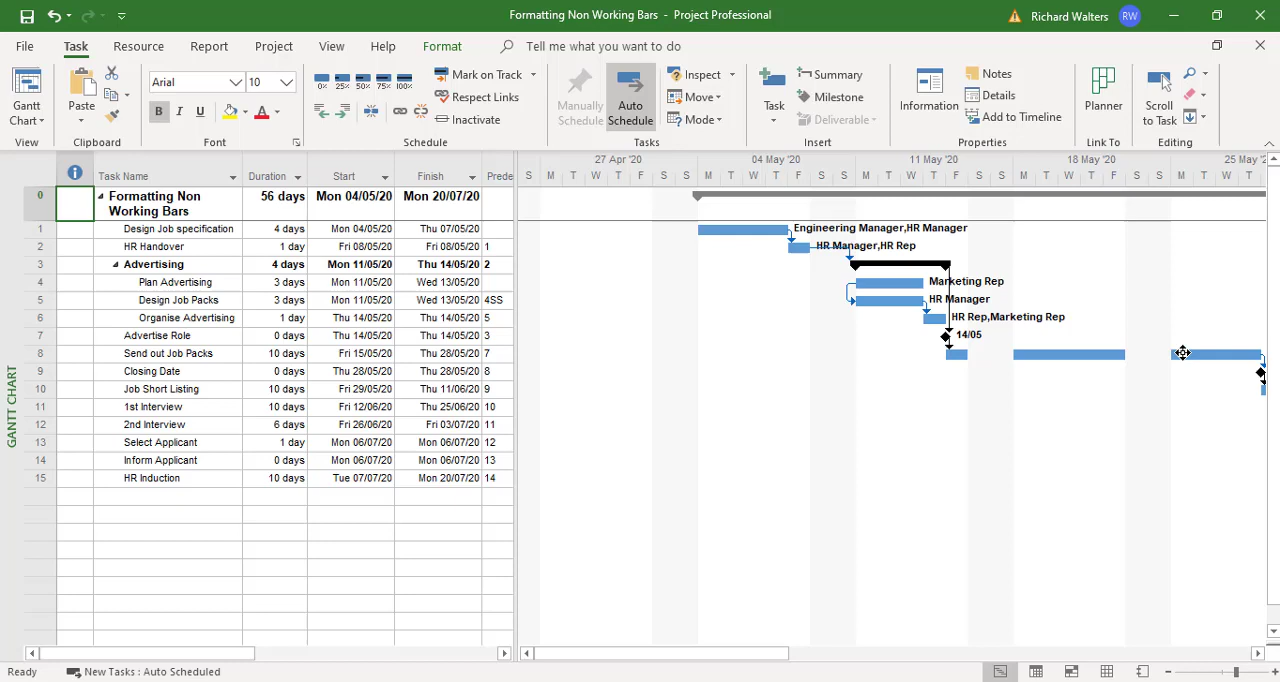 Formatting Non Working Bars - Project Professional
Richard Walters RW
File Task Resource Report Project View Help Format Tell me what you want to do
Gantt Chart
View
Paste
Clipboard
Arial 10
B I U A
Font
0% 25% 50% 75% 100%
Mark on Track
Respect Links
Inactivate
Schedule
Manually Schedule
Auto Schedule
Inspect
Move
Mode
Tasks
Task
Summary
Milestone
Deliverable
Insert
Information
Notes
Details
Add to Timeline
Properties
Planner
Link To
Scroll to Task
Editing
27 Apr '20 04 May '20 11 May '20 18 May '20 25 May '2
Task Name Duration Start Finish Prede
S M T W T F S S M T W T F S S M T W T F S S M T W T F S S M T W T
0 Formatting Non Working Bars 56 days Mon 04/05/20 Mon 20/07/20
1 Design Job specification 4 days Mon 04/05/20 Thu 07/05/20 Engineering Manager,HR Manager
2 HR Handover 1 day Fri 08/05/20 Fri 08/05/20 1 HR Manager,HR Rep
3 Advertising 4 days Mon 11/05/20 Thu 14/05/20 2
4 Plan Advertising 3 days Mon 11/05/20 Wed 13/05/20 Marketing Rep
5 Design Job Packs 3 days Mon 11/05/20 Wed 13/05/20 4SS HR Manager
6 Organise Advertising 1 day Thu 14/05/20 Thu 14/05/20 5 HR Rep,Marketing Rep
7 Advertise Role 0 days Thu 14/05/20 Thu 14/05/20 3 14/05
8 Send out Job Packs 10 days Fri 15/05/20 Thu 28/05/20 7
9 Closing Date 0 days Thu 28/05/20 Thu 28/05/20 8
10 Job Short Listing 10 days Fri 29/05/20 Thu 11/06/20 9
11 1st Interview 10 days Fri 12/06/20 Thu 25/06/20 10
12 2nd Interview 6 days Fri 26/06/20 Fri 03/07/20 11
13 Select Applicant 1 day Mon 06/07/20 Mon 06/07/20 12
14 Inform Applicant 0 days Mon 06/07/20 Mon 06/07/20 13
15 HR Induction 10 days Tue 07/07/20 Mon 20/07/20 14
GANTT CHART
Ready New Tasks : Auto Scheduled